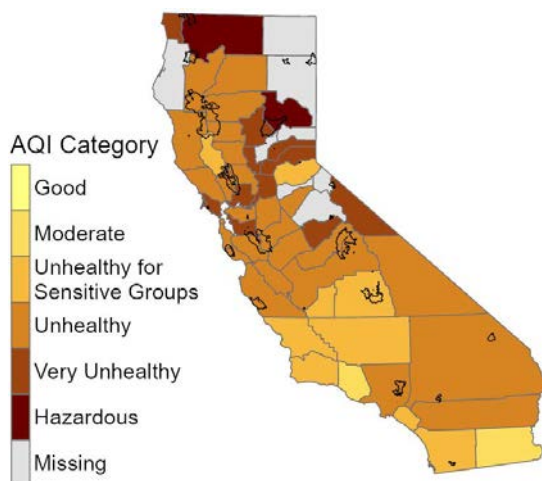 AQI Category
Good
Moderate
Unhealthy for
Sensitive Groups
Unhealthy
Very Unhealthy
Hazardous
Missing